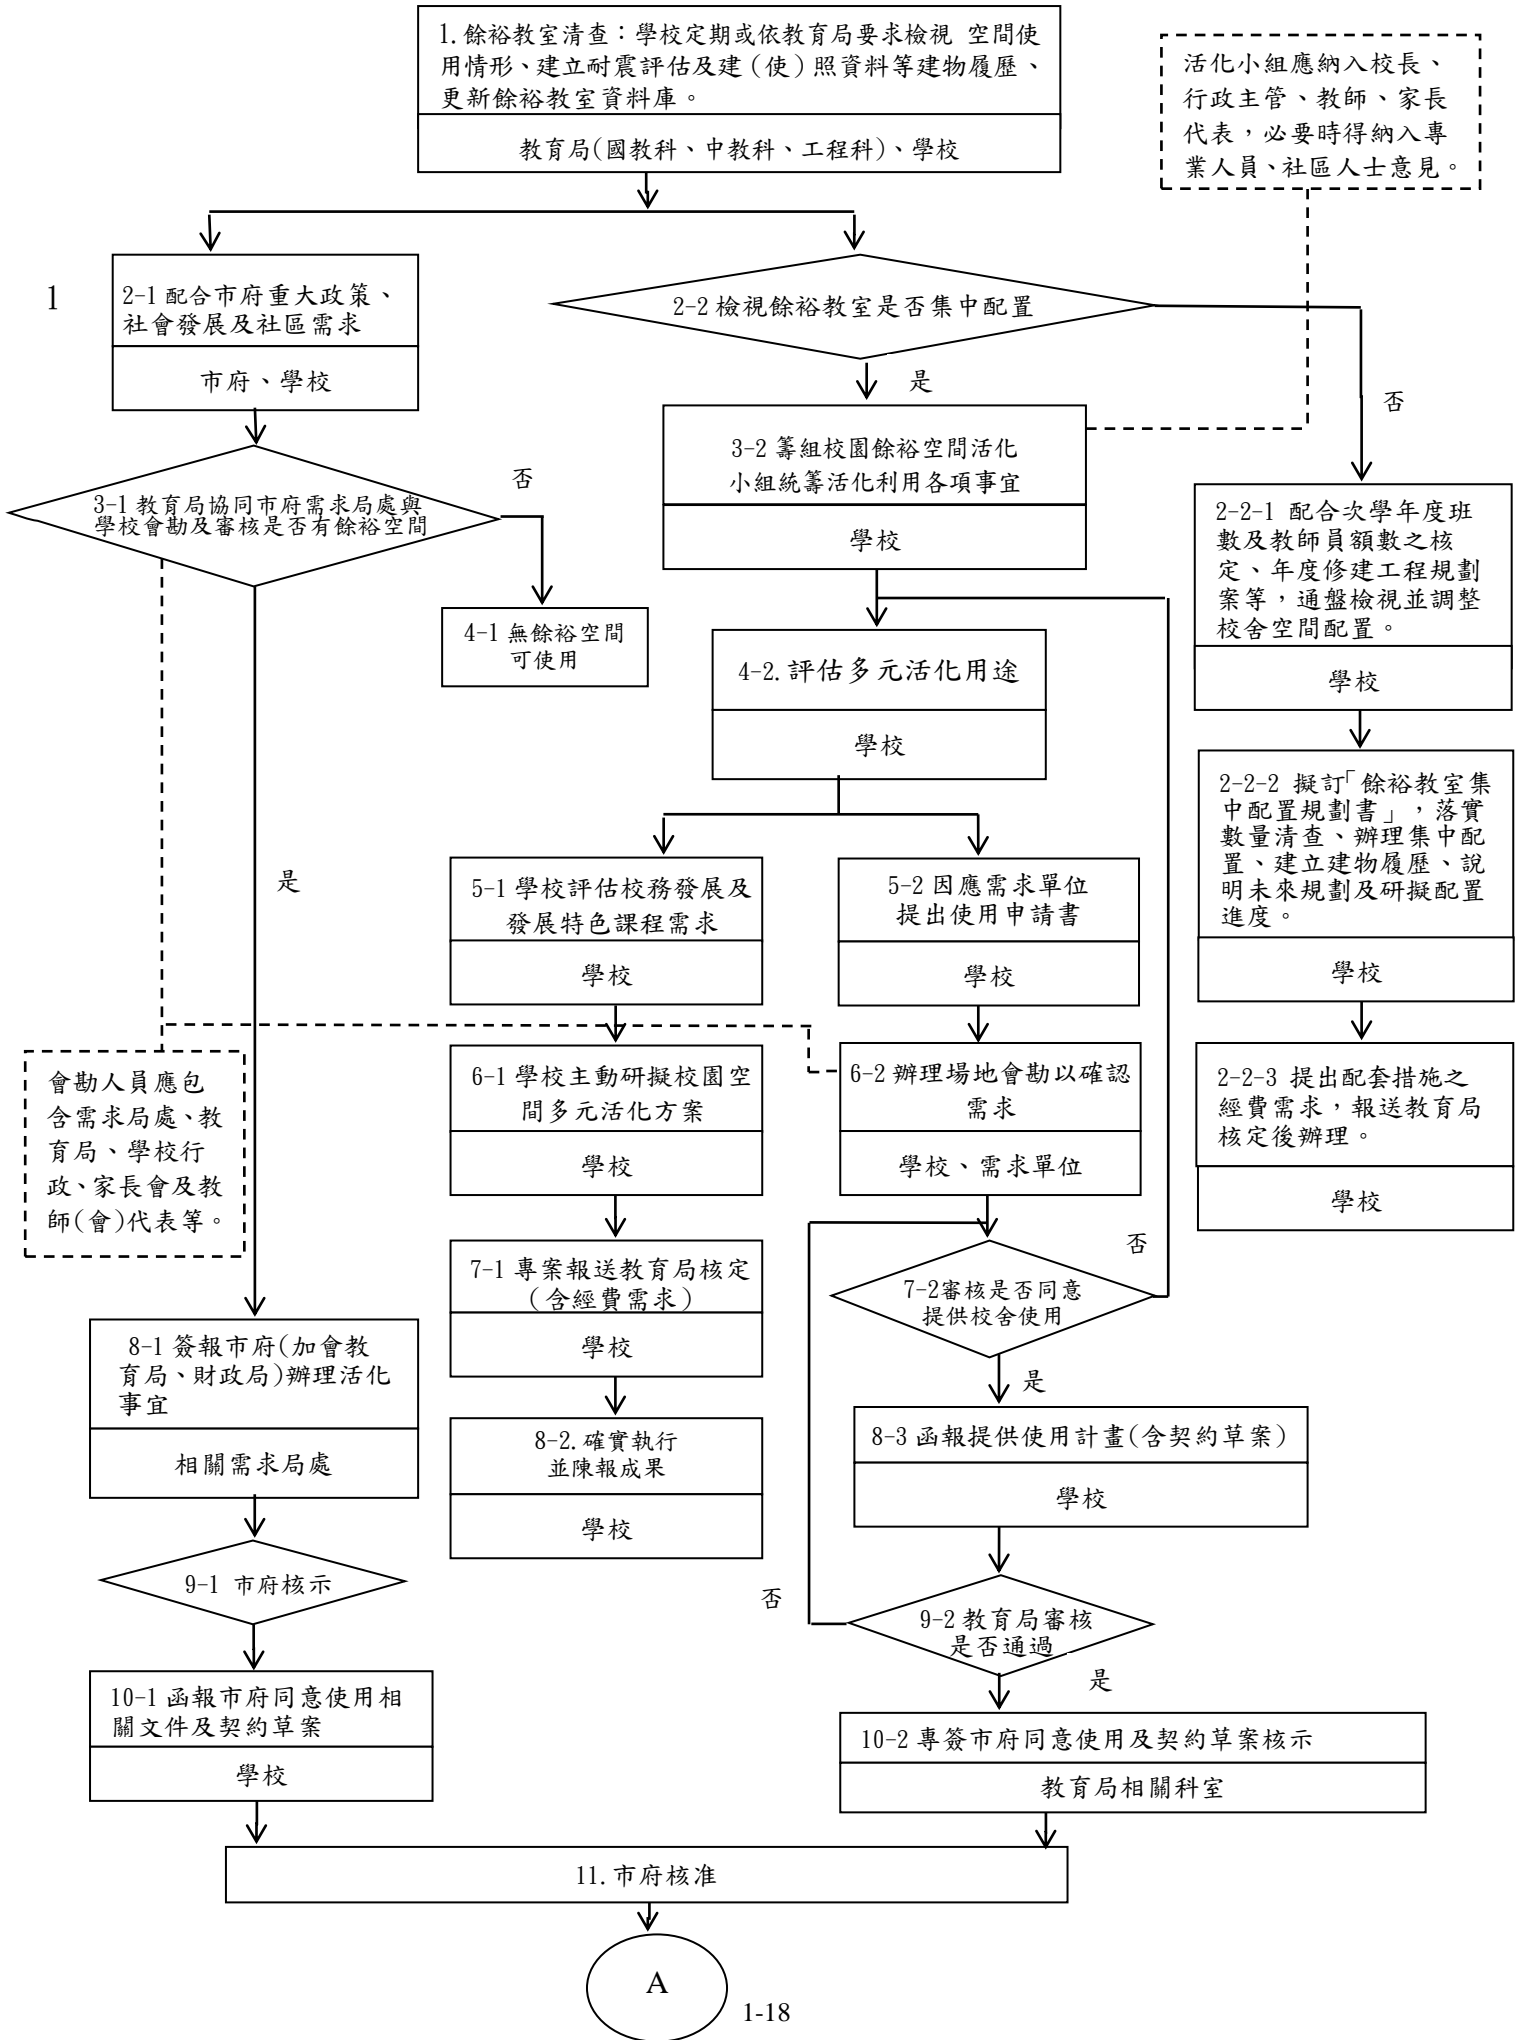 1.餘裕教室清查：學校定期或依教育局要求檢視 空間使
用情形、建立耐震評估及建(使)照資料等建物履歷、
更新餘裕教室資料庫。
教育局(國教科、中教科、工程科)、學校
活化小組應納入校長、
行政主管、教師、家長
代表，必要時得納入專
業人員、社區人士意見。
1
2-1 配合市府重大政策、
社會發展及社區需求
市府、學校
2-2 檢視餘裕教室是否集中配置
是
否
3-1 教育局協同市府需求局處與
學校會勘及審核是否有餘裕空間
否
4-1 無餘裕空間
可使用
3-2 籌組校園餘裕空間活化
小組統籌活化利用各項事宜
學校
2-2-1 配合次學年度班
數及教師員額數之核
定、年度修建工程規劃
案等，通盤檢視並調整
校舍空間配置。
學校
4-2.評估多元活化用途
學校
2-2-2 擬訂「餘裕教室集
中配置規劃書」，落實
數量清查、辦理集中配
置、建立建物履歷、說
明未來規劃及研擬配置
進度。
學校
是
5-1 學校評估校務發展及
發展特色課程需求
學校
5-2 因應需求單位
提出使用申請書
學校
會勘人員應包
含需求局處、教
育局、學校行
政、家長會及教
師(會)代表等。
6-1 學校主動研擬校園空
間多元活化方案
學校
6-2 辦理場地會勘以確認
需求
學校、需求單位
2-2-3 提出配套措施之
經費需求，報送教育局
核定後辦理。
學校
7-1 專案報送教育局核定
(含經費需求)
學校
7-2審核是否同意
提供校舍使用
否
是
8-1 簽報市府(加會教
育局、財政局)辦理活化
事宜
相關需求局處
8-2.確實執行
並陳報成果
學校
8-3 函報提供使用計畫(含契約草案)
學校
9-1 市府核示
9-2 教育局審核
是否通過
否
是
10-1 函報市府同意使用相
關文件及契約草案
學校
10-2 專簽市府同意使用及契約草案核示
教育局相關科室
11.市府核准
A
1-18